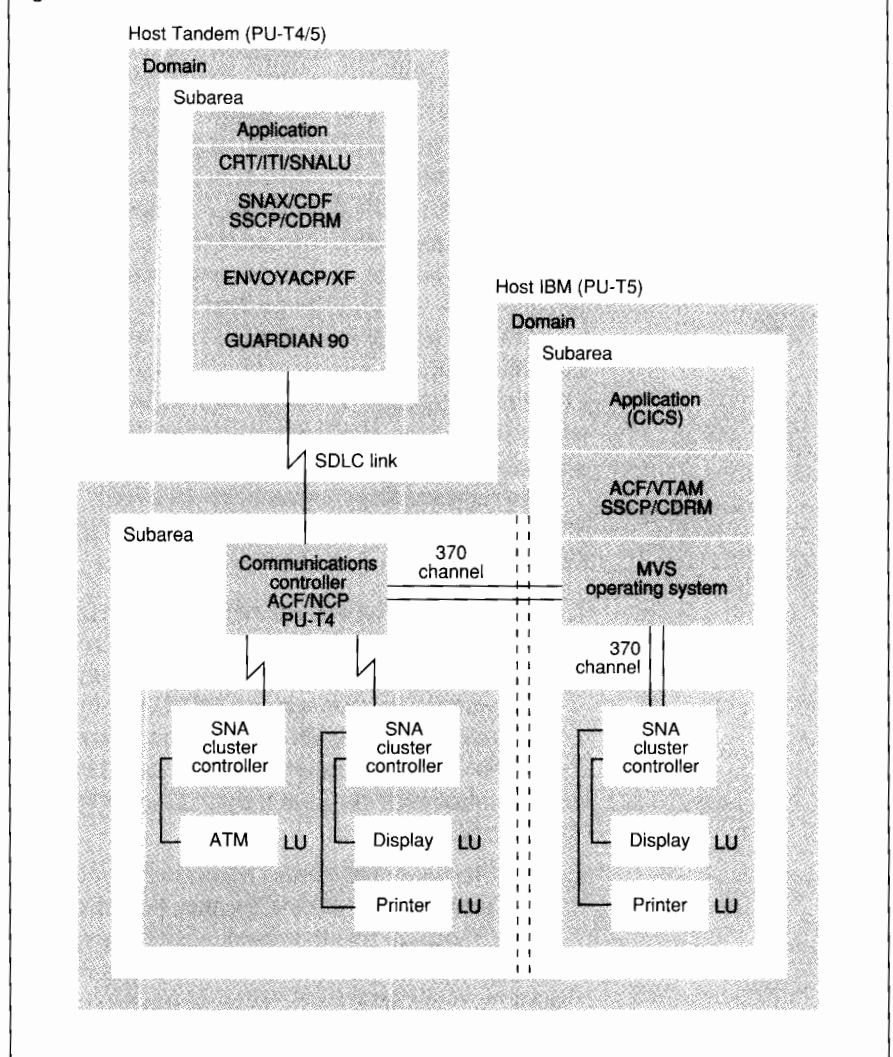 Host Tandem (PU-T4/5)
Domain
Subarea
Application
CRT/ITI/SNALU
SNAX/CDF
SSCP/CDRM
ENVOYACP/XF
GUARDIAN 90
SDLC link
Host IBM (PU-T5)
Domain
Subarea
Application
(CICS)
ACF/VTAM
SSCP/CDRM
MVS
operating system
Subarea
Communications
controller
ACF/NCP
PU-T4
370
channel
370
channel
SNA
cluster
controller
ATM LU
SNA
cluster
controller
Display LU
Printer LU
SNA
cluster
controller
Display LU
Printer LU